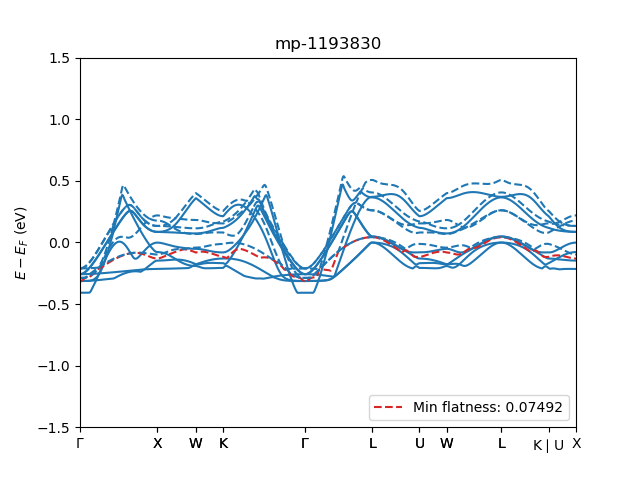 mp-1193830
E − E_F (eV)
1.5
1.0
0.5
0.0
−0.5
−1.0
−1.5
Min flatness: 0.07492
Γ X W K Γ L U W L K | U X